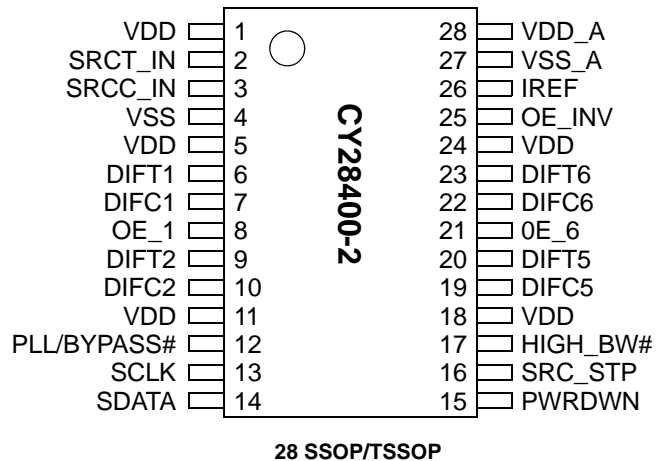 VDD 1 28 VDD_A
SRCT_IN 2 27 VSS_A
SRCC_IN 3 26 IREF
VSS 4 25 OE_INV
VDD 5 24 VDD
DIFT1 6 23 DIFT6
DIFC1 7 22 DIFC6
OE_1 8 21 0E_6
DIFT2 9 20 DIFT5
DIFC2 10 19 DIFC5
VDD 11 18 VDD
PLL/BYPASS# 12 17 HIGH_BW#
SCLK 13 16 SRC_STP
SDATA 14 15 PWRDWN
CY28400-2
28 SSOP/TSSOP